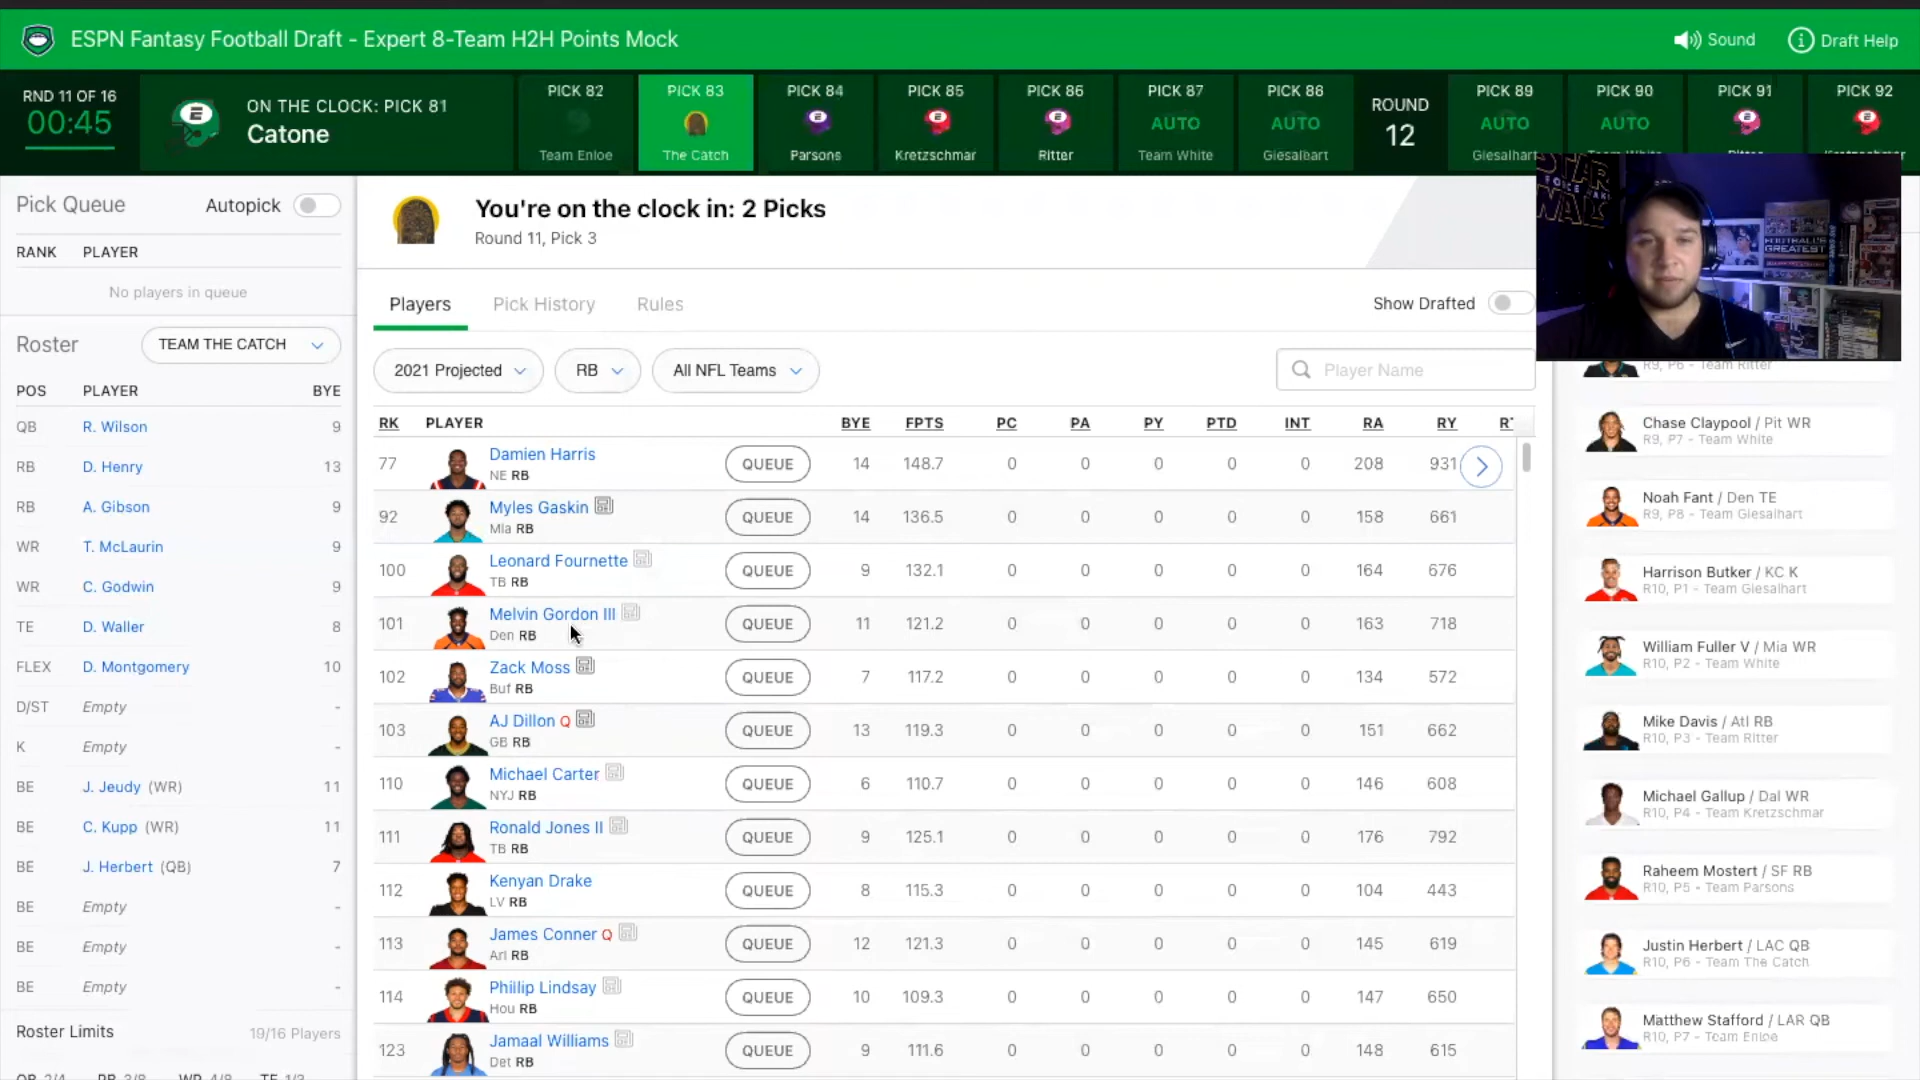 ESPN Fantasy Football Draft - Expert 8-Team H2H Points Mock
Sound
Draft Help
RND 11 OF 16
00:45
ON THE CLOCK: PICK 81
Catone
PICK 82
Team Enloe
PICK 83
The Catch
PICK 84
Parsons
PICK 85
Kretzschmar
PICK 86
Ritter
PICK 87
AUTO
Team White
PICK 88
AUTO
Giesalhart
ROUND
12
PICK 89
AUTO
Giesalhart
PICK 90
AUTO
PICK 91
PICK 92
Pick Queue
Autopick
RANK PLAYER
No players in queue
Roster
TEAM THE CATCH
POS PLAYER BYE
QB R. Wilson 9
RB D. Henry 13
RB A. Gibson 9
WR T. McLaurin 9
WR C. Godwin 9
TE D. Waller 8
FLEX D. Montgomery 10
D/ST Empty -
K Empty -
BE J. Jeudy (WR) 11
BE C. Kupp (WR) 11
BE J. Herbert (QB) 7
BE Empty -
BE Empty -
BE Empty -
Roster Limits 19/16 Players
You're on the clock in: 2 Picks
Round 11, Pick 3
Players Pick History Rules
Show Drafted
2021 Projected RB All NFL Teams
Player Name
RK PLAYER BYE FPTS PC PA PY PTD INT RA RY
77 Damien Harris QUEUE 14 148.7 0 0 0 0 0 208 931
NE RB
92 Myles Gaskin QUEUE 14 136.5 0 0 0 0 0 158 661
Mia RB
100 Leonard Fournette QUEUE 9 132.1 0 0 0 0 0 164 676
TB RB
101 Melvin Gordon III QUEUE 11 121.2 0 0 0 0 0 163 718
Den RB
102 Zack Moss QUEUE 7 117.2 0 0 0 0 0 134 572
Buf RB
103 AJ Dillon Q QUEUE 13 119.3 0 0 0 0 0 151 662
GB RB
110 Michael Carter QUEUE 6 110.7 0 0 0 0 0 146 608
NYJ RB
111 Ronald Jones II QUEUE 9 125.1 0 0 0 0 0 176 792
TB RB
112 Kenyan Drake QUEUE 8 115.3 0 0 0 0 0 104 443
LV RB
113 James Conner Q QUEUE 12 121.3 0 0 0 0 0 145 619
Ari RB
114 Phillip Lindsay QUEUE 10 109.3 0 0 0 0 0 147 650
Hou RB
123 Jamaal Williams QUEUE 9 111.6 0 0 0 0 0 148 615
Det RB
STAR
WARS
FOOTBALL'S
GREATEST
R9, P6 - Team Ritter
Chase Claypool / Pit WR
R9, P7 - Team White
Noah Fant / Den TE
R9, P8 - Team Giesalhart
Harrison Butker / KC K
R10, P1 - Team Giesalhart
William Fuller V / Mia WR
R10, P2 - Team White
Mike Davis / Atl RB
R10, P3 - Team Ritter
Michael Gallup / Dal WR
R10, P4 - Team Kretzschmar
Raheem Mostert / SF RB
R10, P5 - Team Parsons
Justin Herbert / LAC QB
R10, P6 - Team The Catch
Matthew Stafford / LAR QB
R10, P7 - Team Enloe